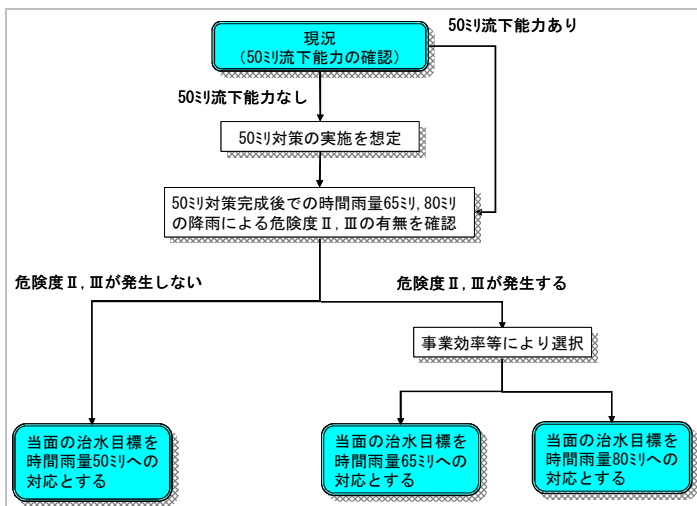 現況
(50ﾐﾘ流下能力の確認)
50ﾐﾘ流下能力あり
50ﾐﾘ流下能力なし
50ﾐﾘ対策の実施を想定
50ﾐﾘ対策完成後での時間雨量65ﾐﾘ,80ﾐﾘ
の降雨による危険度Ⅱ,Ⅲの有無を確認
危険度Ⅱ,Ⅲが発生しない
危険度Ⅱ,Ⅲが発生する
事業効率等により選択
当面の治水目標を
時間雨量50ﾐﾘへの
対応とする
当面の治水目標を
時間雨量65ﾐﾘへの
対応とする
当面の治水目標を
時間雨量80ﾐﾘへの
対応とする